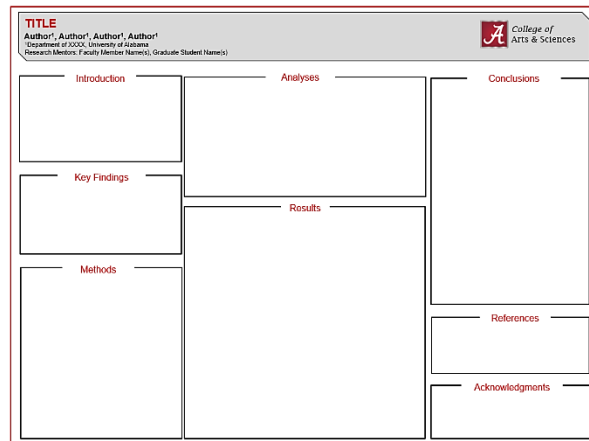 TITLE
Author¹, Author¹, Author¹, Author¹
¹Department of XXXX, University of Alabama
Research Mentors: Faculty Member Name(s), Graduate Student Name(s)
A
College of
Arts & Sciences
Introduction
Key Findings
Methods
Analyses
Rosults
Conclusions
References
Acknowledgments